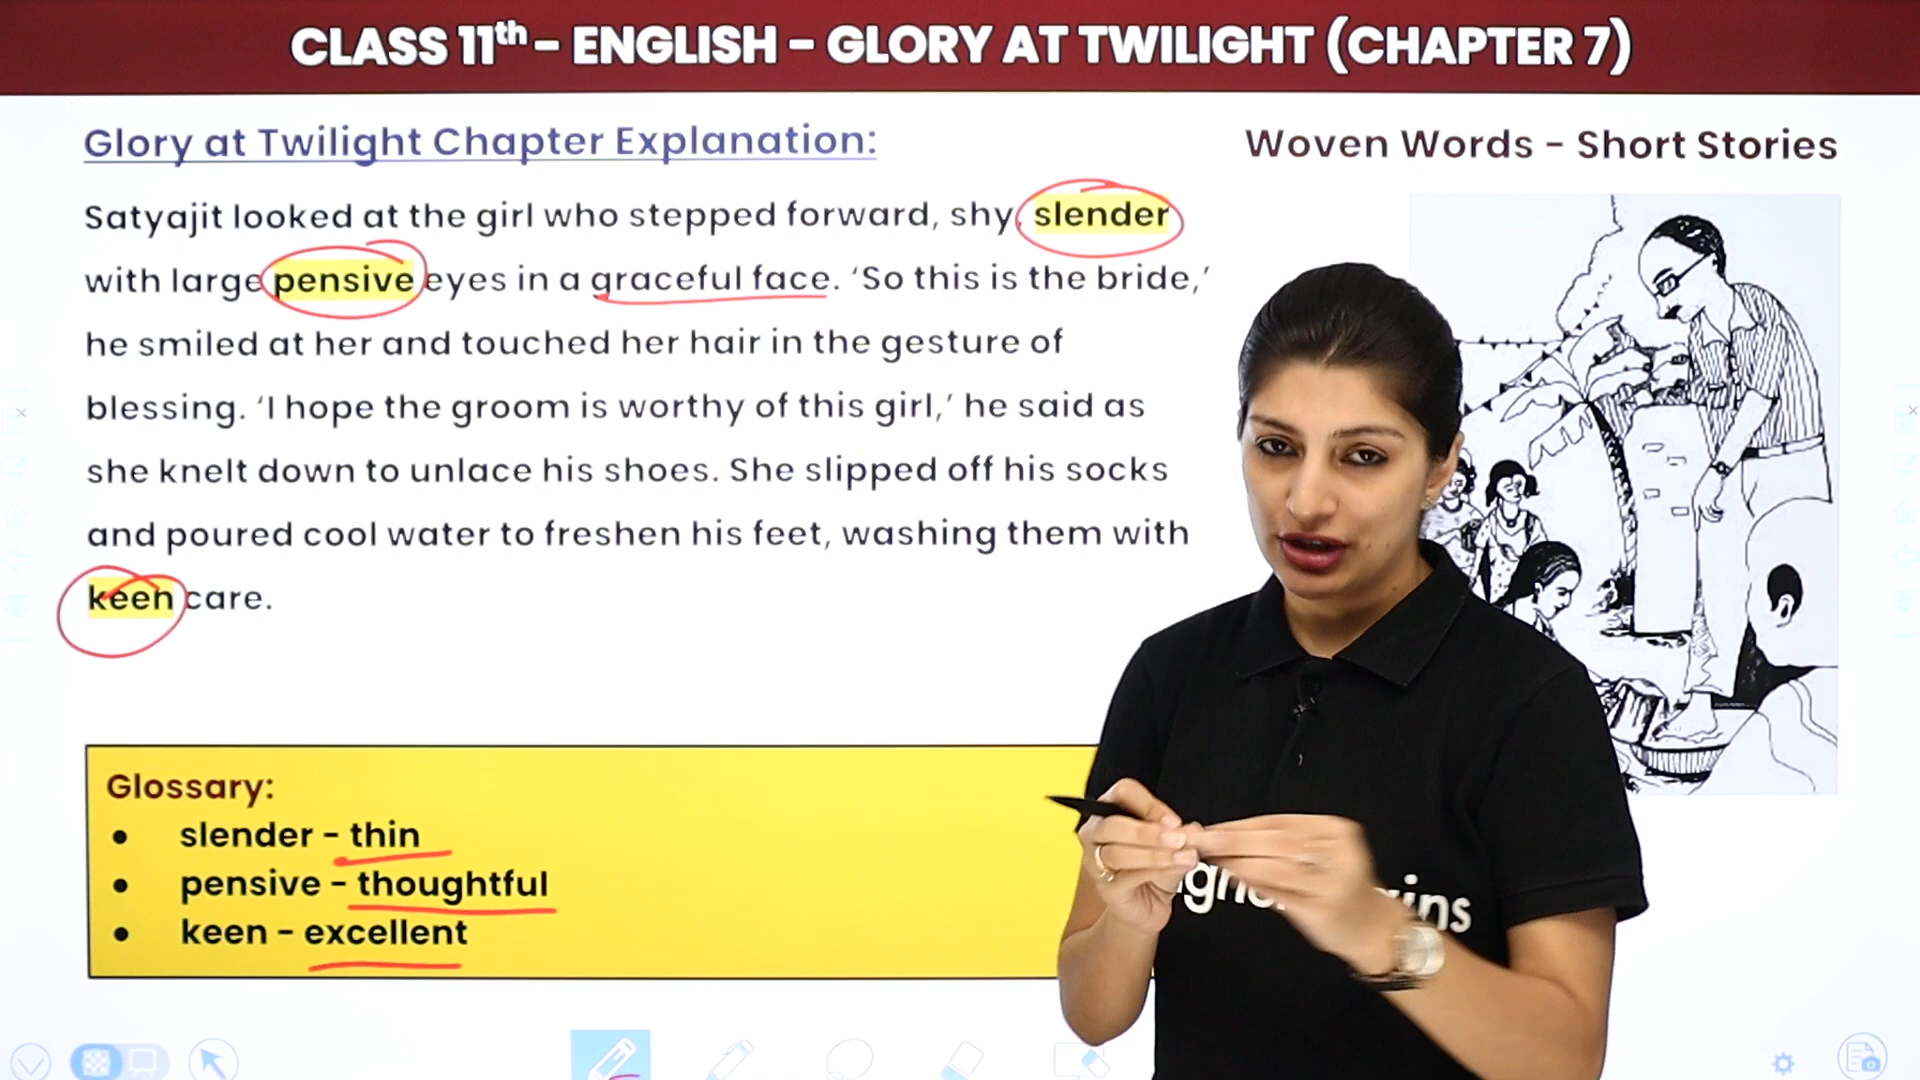 CLASS 11th – ENGLISH – GLORY AT TWILIGHT (CHAPTER 7)
Glory at Twilight Chapter Explanation:
Woven Words – Short Stories
Satyajit looked at the girl who stepped forward, shy, slender
with large pensive eyes in a graceful face. ‘So this is the bride,’
he smiled at her and touched her hair in the gesture of
blessing. ‘I hope the groom is worthy of this girl,’ he said as
she knelt down to unlace his shoes. She slipped off his socks
and poured cool water to freshen his feet, washing them with
keen care.
Glossary:
● slender – thin
● pensive – thoughtful
● keen – excellent